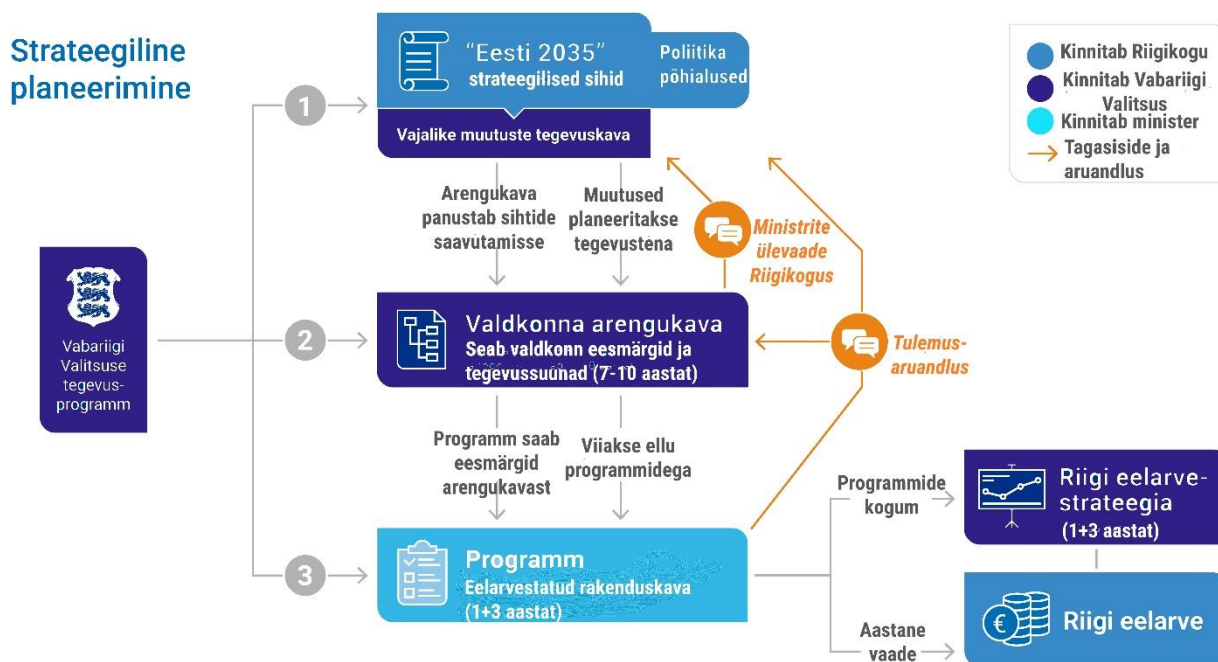 Strateegiline
planeerimine
1
"Eesti 2035"
strateegilised sihid
Poliitika
põhialused
Vajalike muutuste tegevuskava
Kinnitab Riigikogu
Kinnitab Vabariigi
Valitsus
Kinnitab minister
Tagasiside ja
aruandlus
Arengukava
panustab sihtide
saavutamisse
Muutused
planeeritakse
tegevustena
Ministrite
ülevaade
Riigikogus
Vabariigi
Valitsuse
tegevus-
programm
2
Valdkonna arengukava
Seab valdkonn eesmärgid ja
tegevussuunad (7-10 aastat)
Tulemus-
aruandlus
Programm saab
eesmärgid
arengukavast
Viiakse ellu
programmidega
3
Programm
Eelarvestatud rakenduskava
(1+3 aastat)
Programmide
kogum
Riigi eelarve-
strateegia
(1+3 aastat)
Aastane
vaade
€
Riigi eelarve